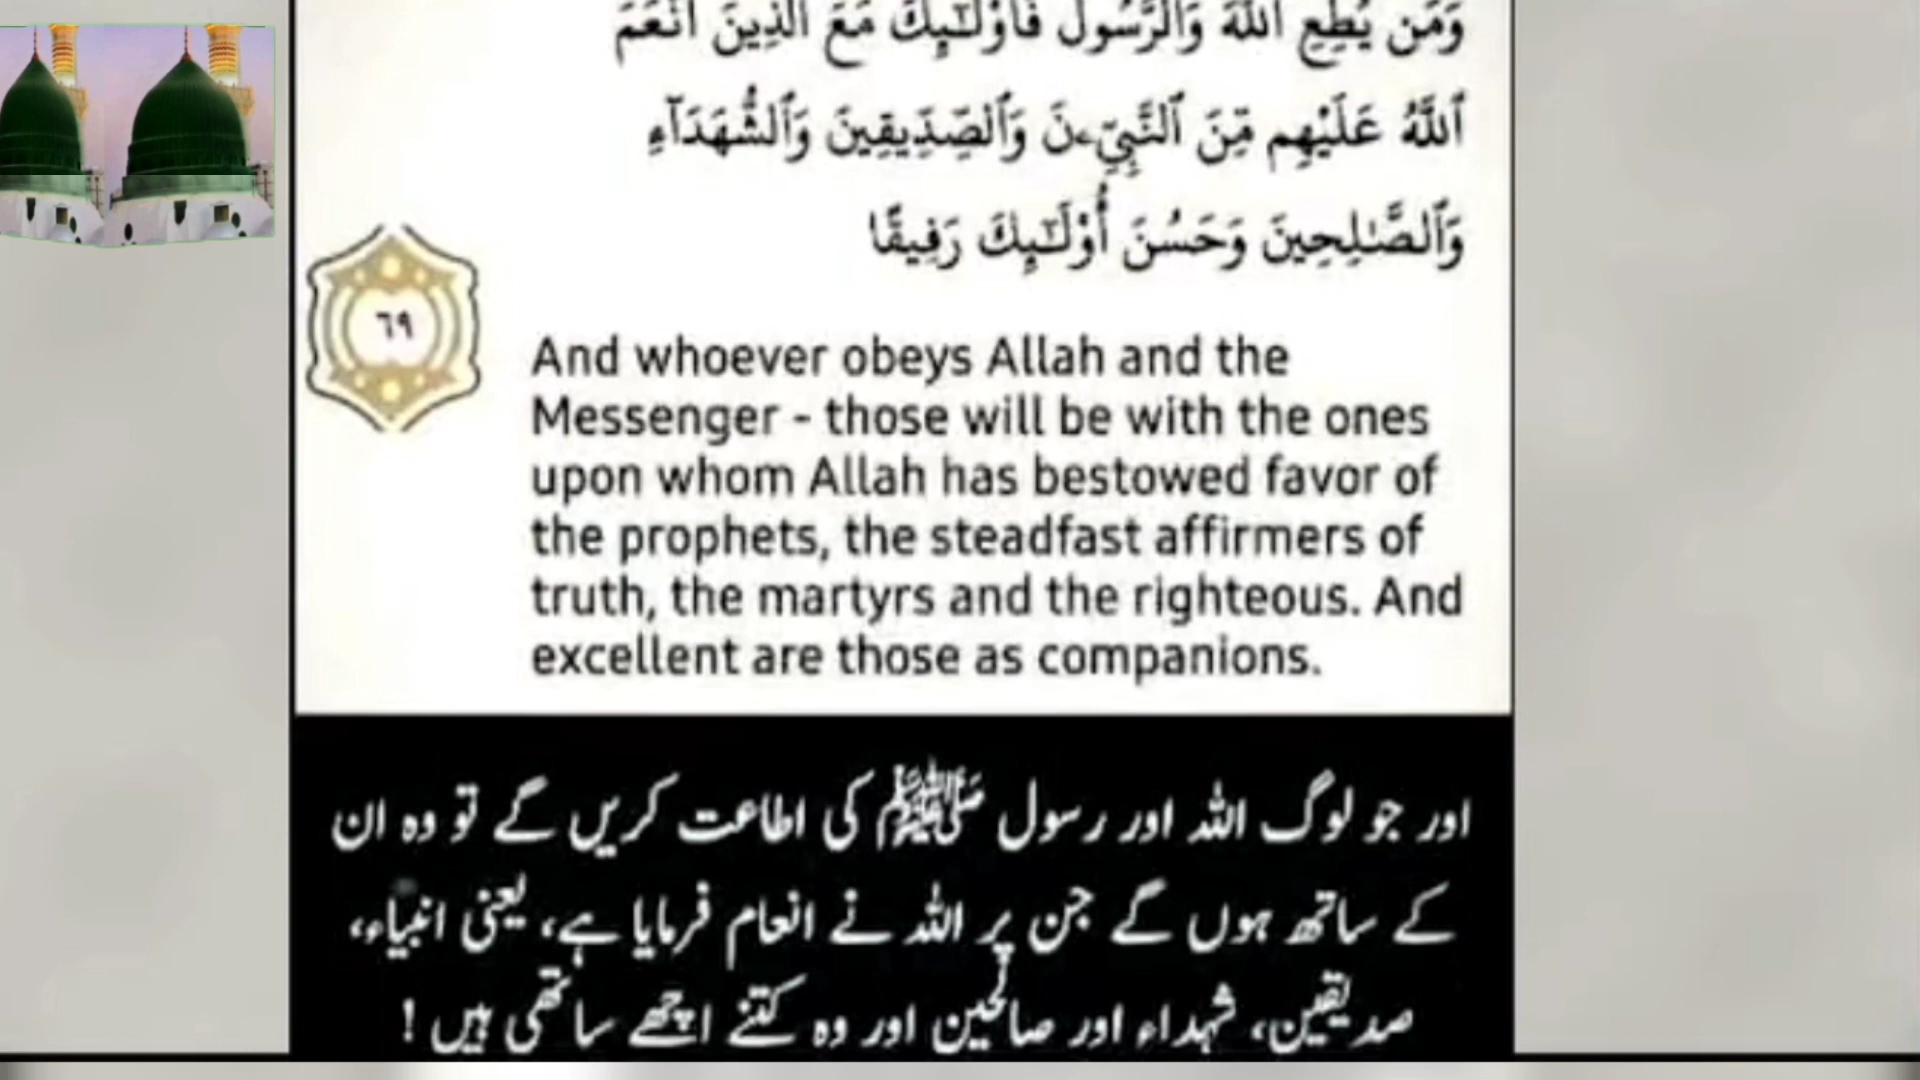 وَمَن يُطِعِ ٱللَّهَ وَٱلرَّسُولَ فَأُو۟لَـٰٓئِكَ مَعَ ٱلَّذِينَ أَنْعَمَ
ٱللَّهُ عَلَيْهِم مِّنَ ٱلنَّبِيِّـۧنَ وَٱلصِّدِّيقِينَ وَٱلشُّهَدَآءِ
وَٱلصَّـٰلِحِينَ وَحَسُنَ أُو۟لَـٰٓئِكَ رَفِيقًا
٦٩
And whoever obeys Allah and the
Messenger - those will be with the ones
upon whom Allah has bestowed favor of
the prophets, the steadfast affirmers of
truth, the martyrs and the righteous. And
excellent are those as companions.
اور جو لوگ اللہ اور رسول ﷺ کی اطاعت کریں گے تو وہ ان
کے ساتھ ہوں گے جن پر اللہ نے انعام فرمایا ہے، یعنی انبیاء،
صدیقین، شہداء اور صالحین اور وہ کتنے اچھے ساتھی ہیں !